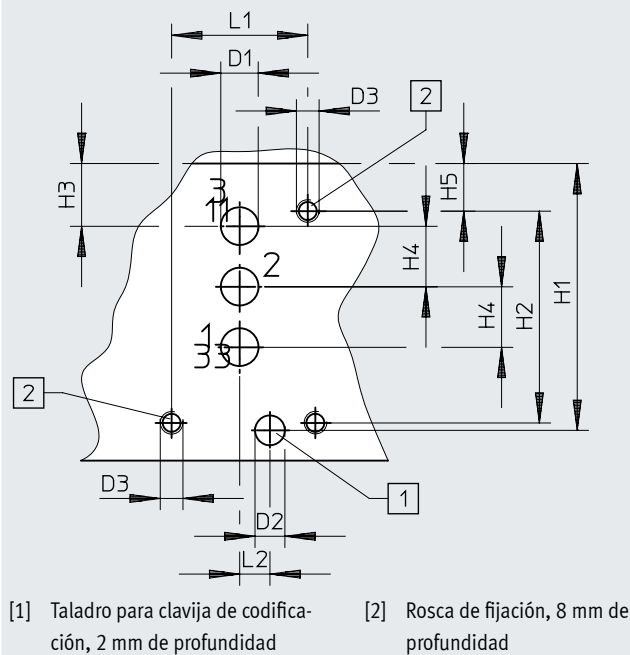 L1
D1
D3
2
H3
H5
3
11
2
H4
H1
H2
H4
1
33
2
D3
1
D2
L2
[1] Taladro para clavija de codifica-
ción, 2 mm de profundidad
[2] Rosca de fijación, 8 mm de
profundidad